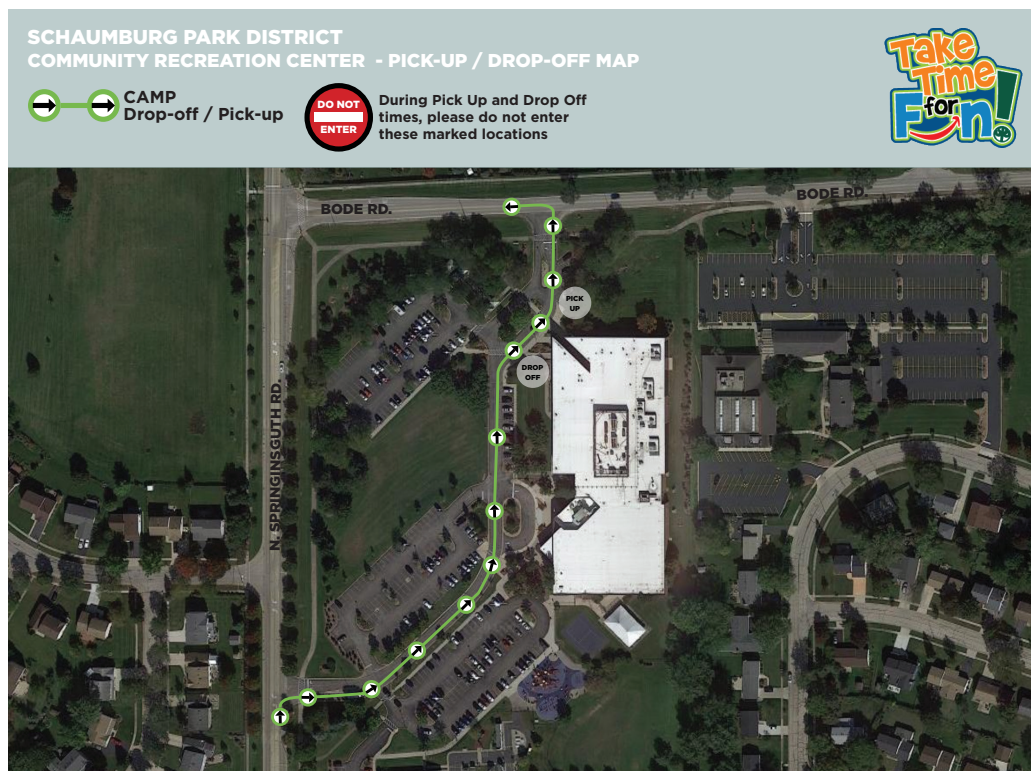 SCHAUMBURG PARK DISTRICT
COMMUNITY RECREATION CENTER - PICK-UP / DROP-OFF MAP
CAMP
Drop-off / Pick-up
DO NOT
ENTER
During Pick Up and Drop Off
times, please do not enter
these marked locations
Take
Time
for
Fun!
BODE RD.
BODE RD.
PICK
UP
DROP
OFF
N. SPRINGINSGUTH RD.